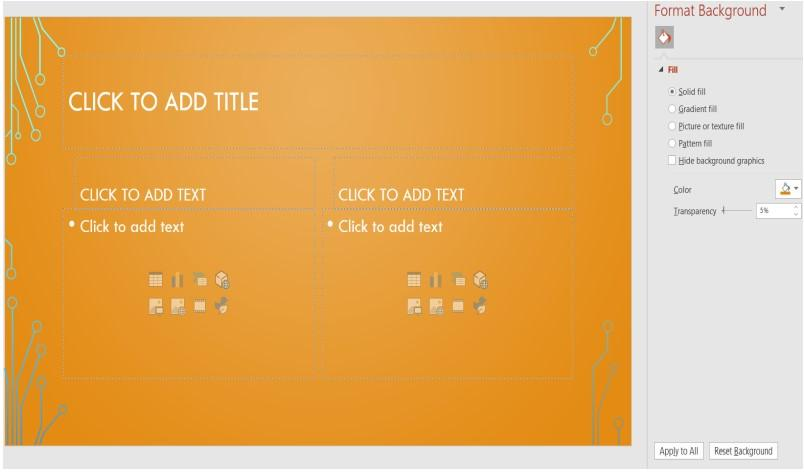 CLICK TO ADD TITLE
CLICK TO ADD TEXT
• Click to add text
CLICK TO ADD TEXT
• Click to add text
Format Background
Fill
Solid fill
Gradient fill
Picture or texture fill
Pattern fill
Hide background graphics
Color
Transparency 5%
Apply to All Reset Background